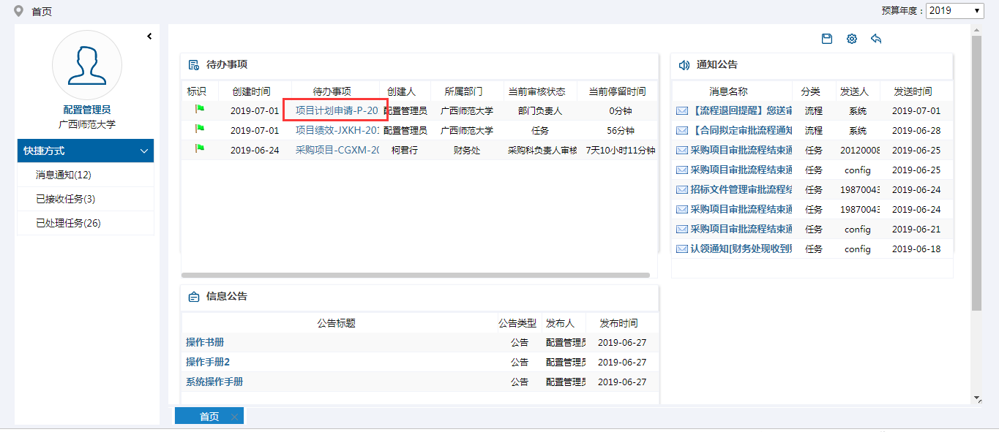 首页
预算年度： 2019
配置管理员
广西师范大学
快捷方式
消息通知(12)
已接收任务(3)
已处理任务(26)
待办事项
标识 创建时间 待办事项 创建人 所属部门 当前审核状态 当前停留时间
2019-07-01 项目计划申请-P-20 配置管理员 广西师范大学 部门负责人 0分钟
2019-07-01 项目绩效-JXKH-201 配置管理员 广西师范大学 任务 56分钟
2019-06-24 采购项目-CGXM-20 柯君行 财务处 采购科负责人审核 7天10小时11分钟
通知公告
消息名称 分类 发送人 发送时间
【流程退回提醒】您送审 流程 系统 2019-07-01
【合同拟定审批流程通知 流程 系统 2019-06-28
采购项目审批流程结束通 任务 20120008 2019-06-25
采购项目审批流程结束通 任务 config 2019-06-25
招标文件管理审批流程结 任务 19870043 2019-06-24
采购项目审批流程结束通 任务 19870043 2019-06-24
采购项目审批流程结束通 任务 config 2019-06-21
认领通知[财务处现收到 任务 config 2019-06-18
信息公告
公告标题 公告类型 发布人 发布时间
操作书册 公告 配置管理员 2019-06-27
操作手册2 公告 配置管理员 2019-06-27
系统操作手册 公告 配置管理员 2019-06-27
首页